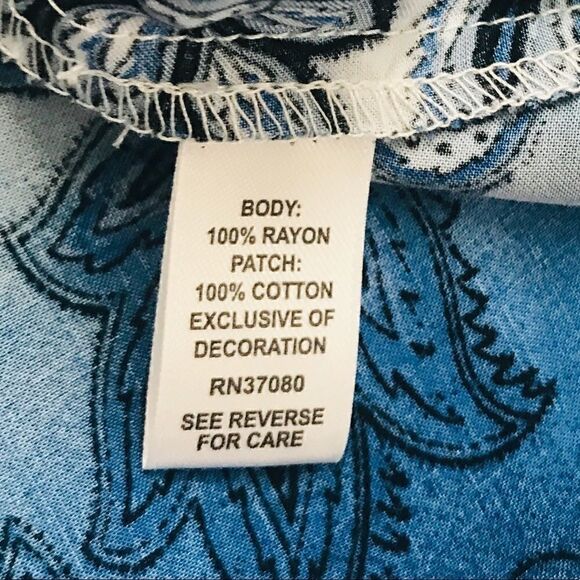 BODY:
100% RAYON
PATCH:
100% COTTON
EXCLUSIVE OF
DECORATION
RN37080
SEE REVERSE
FOR CARE